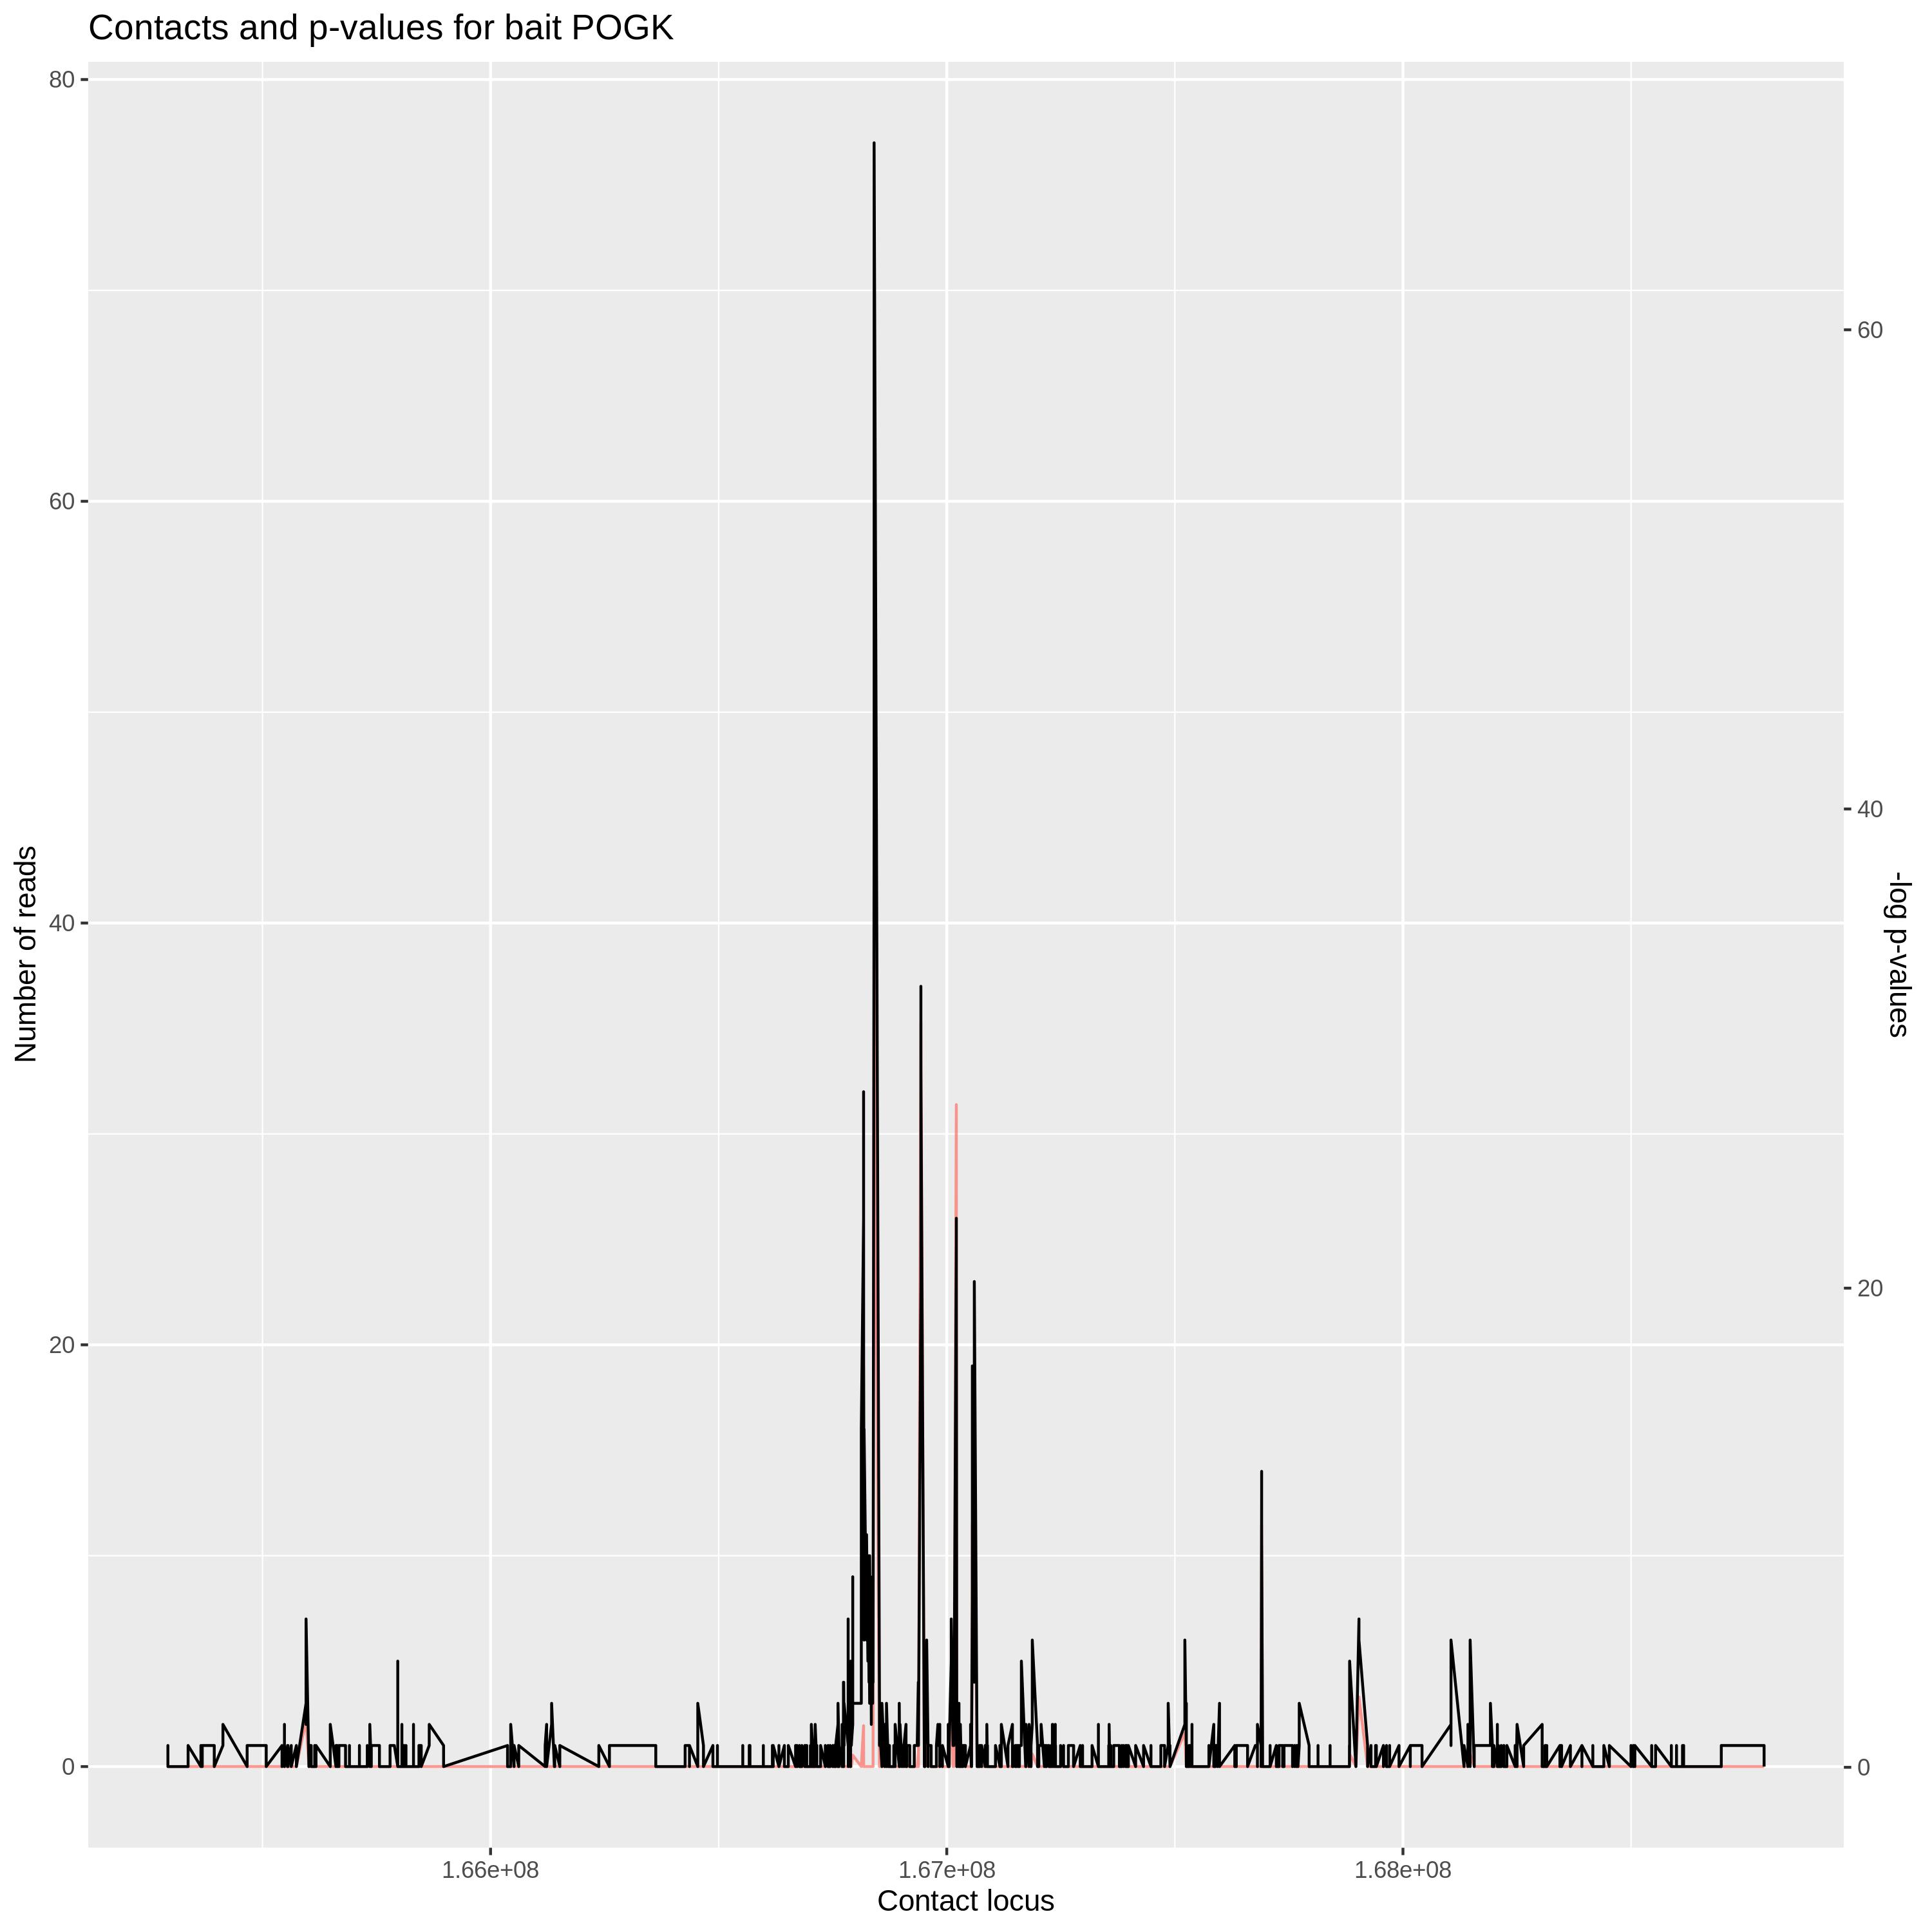 Contacts and p-values for bait POGK
80
60
40
20
0
Number of reads
60
40
20
0
-log p-values
1.66e+08
1.67e+08
1.68e+08
Contact locus